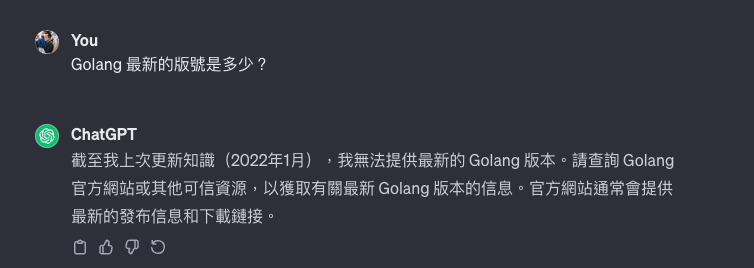 You
Golang 最新的版號是多少？
ChatGPT
截至我上次更新知識（2022年1月），我無法提供最新的 Golang 版本。請查詢 Golang
官方網站或其他可信資源，以獲取有關最新 Golang 版本的信息。官方網站通常會提供
最新的發布信息和下載鏈接。